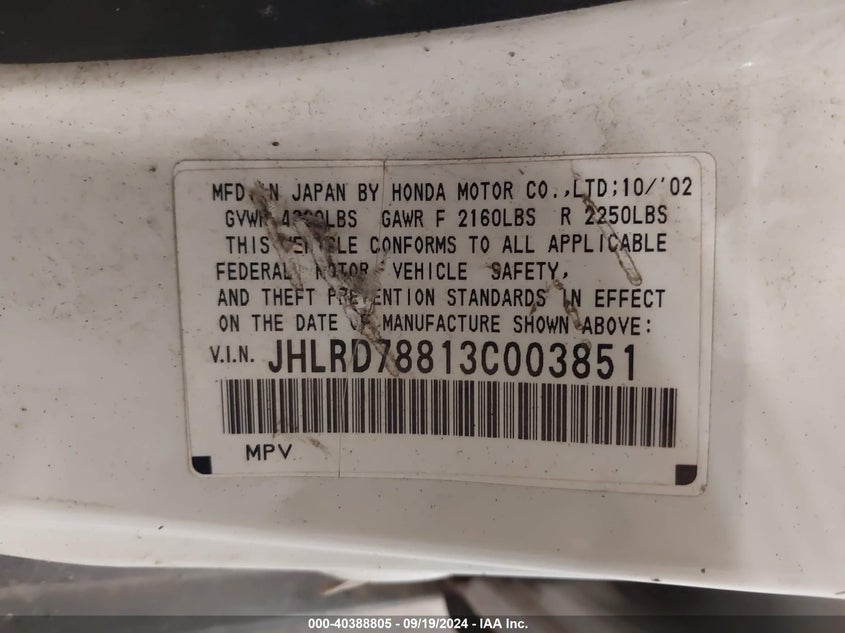 MFD IN JAPAN BY HONDA MOTOR CO.,LTD;10/'02
GVWR LBS GAWR F 2160LBS R 2250LBS
THIS VEHICLE CONFORMS TO ALL APPLICABLE
FEDERAL MOTOR VEHICLE SAFETY,
AND THEFT PREVENTION STANDARDS IN EFFECT
ON THE DATE OF MANUFACTURE SHOWN ABOVE:
V.I.N. JHLRD78813C003851
MPV
000-40388805 - 09/19/2024 - IAA Inc.